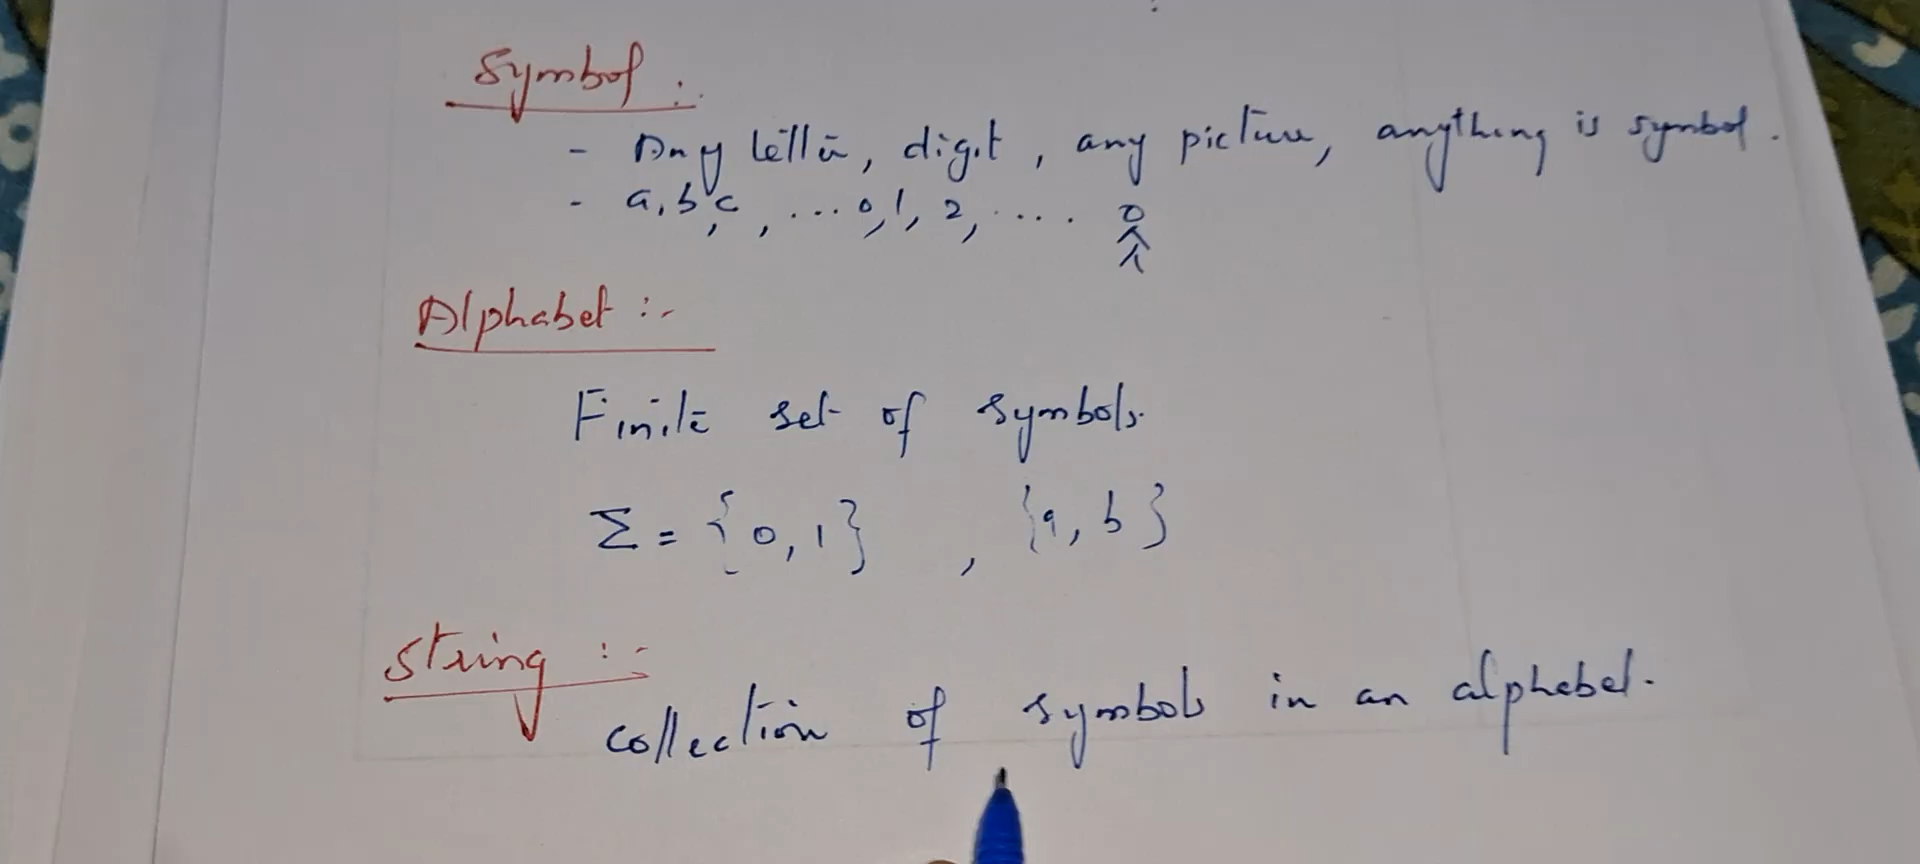 Symbol :-
- Any letter, digit, any picture, anything is symbol.
- a, b, c, ... 0, 1, 2, ....
Alphabet :-
Finite set of symbols.
Σ = {0, 1} , {a, b}
String :-
collection of symbols in an alphabet.